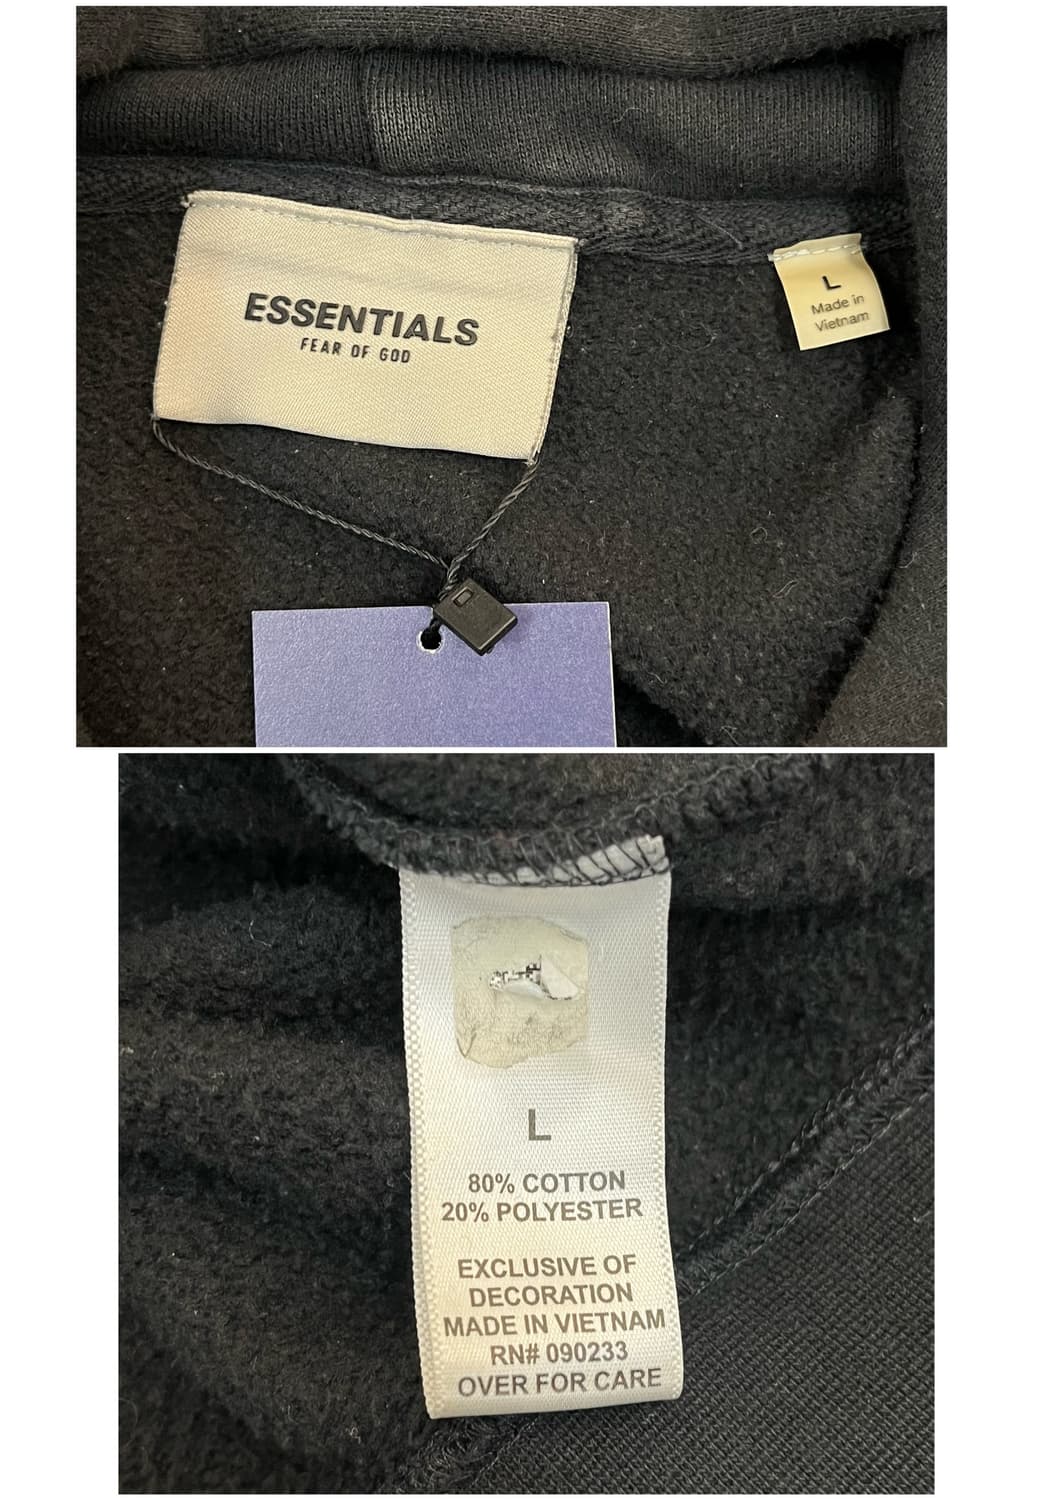 ESSENTIALS
FEAR OF GOD
L
Made in
Vietnam
L
80% COTTON
20% POLYESTER
EXCLUSIVE OF
DECORATION
MADE IN VIETNAM
RN# 090233
OVER FOR CARE